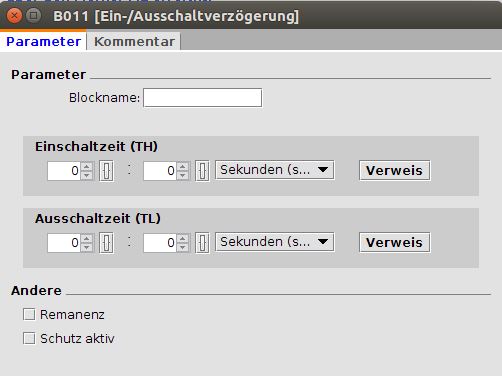 B011 [Ein-/Ausschaltverzögerung]
Parameter Kommentar
Parameter
Blockname:
Einschaltzeit (TH)
0 : 0 Sekunden (s... Verweis
Ausschaltzeit (TL)
0 : 0 Sekunden (s... Verweis
Andere
Remanenz
Schutz aktiv